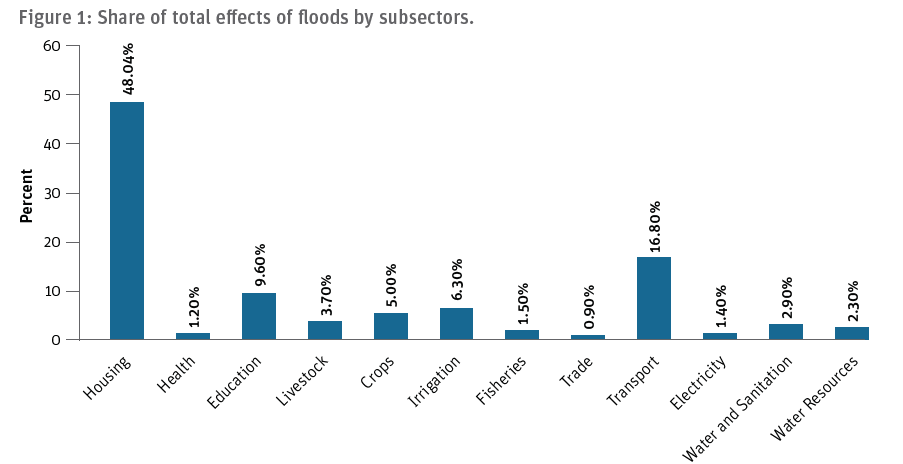 Figure 1: Share of total effects of floods by subsectors.
Percent
60
50
40
30
20
10
0
48.04%
1.20%
9.60%
3.70%
5.00%
6.30%
1.50%
0.90%
16.80%
1.40%
2.90%
2.30%
Housing
Health
Education
Livestock
Crops
Irrigation
Fisheries
Trade
Transport
Electricity
Water and Sanitation
Water Resources